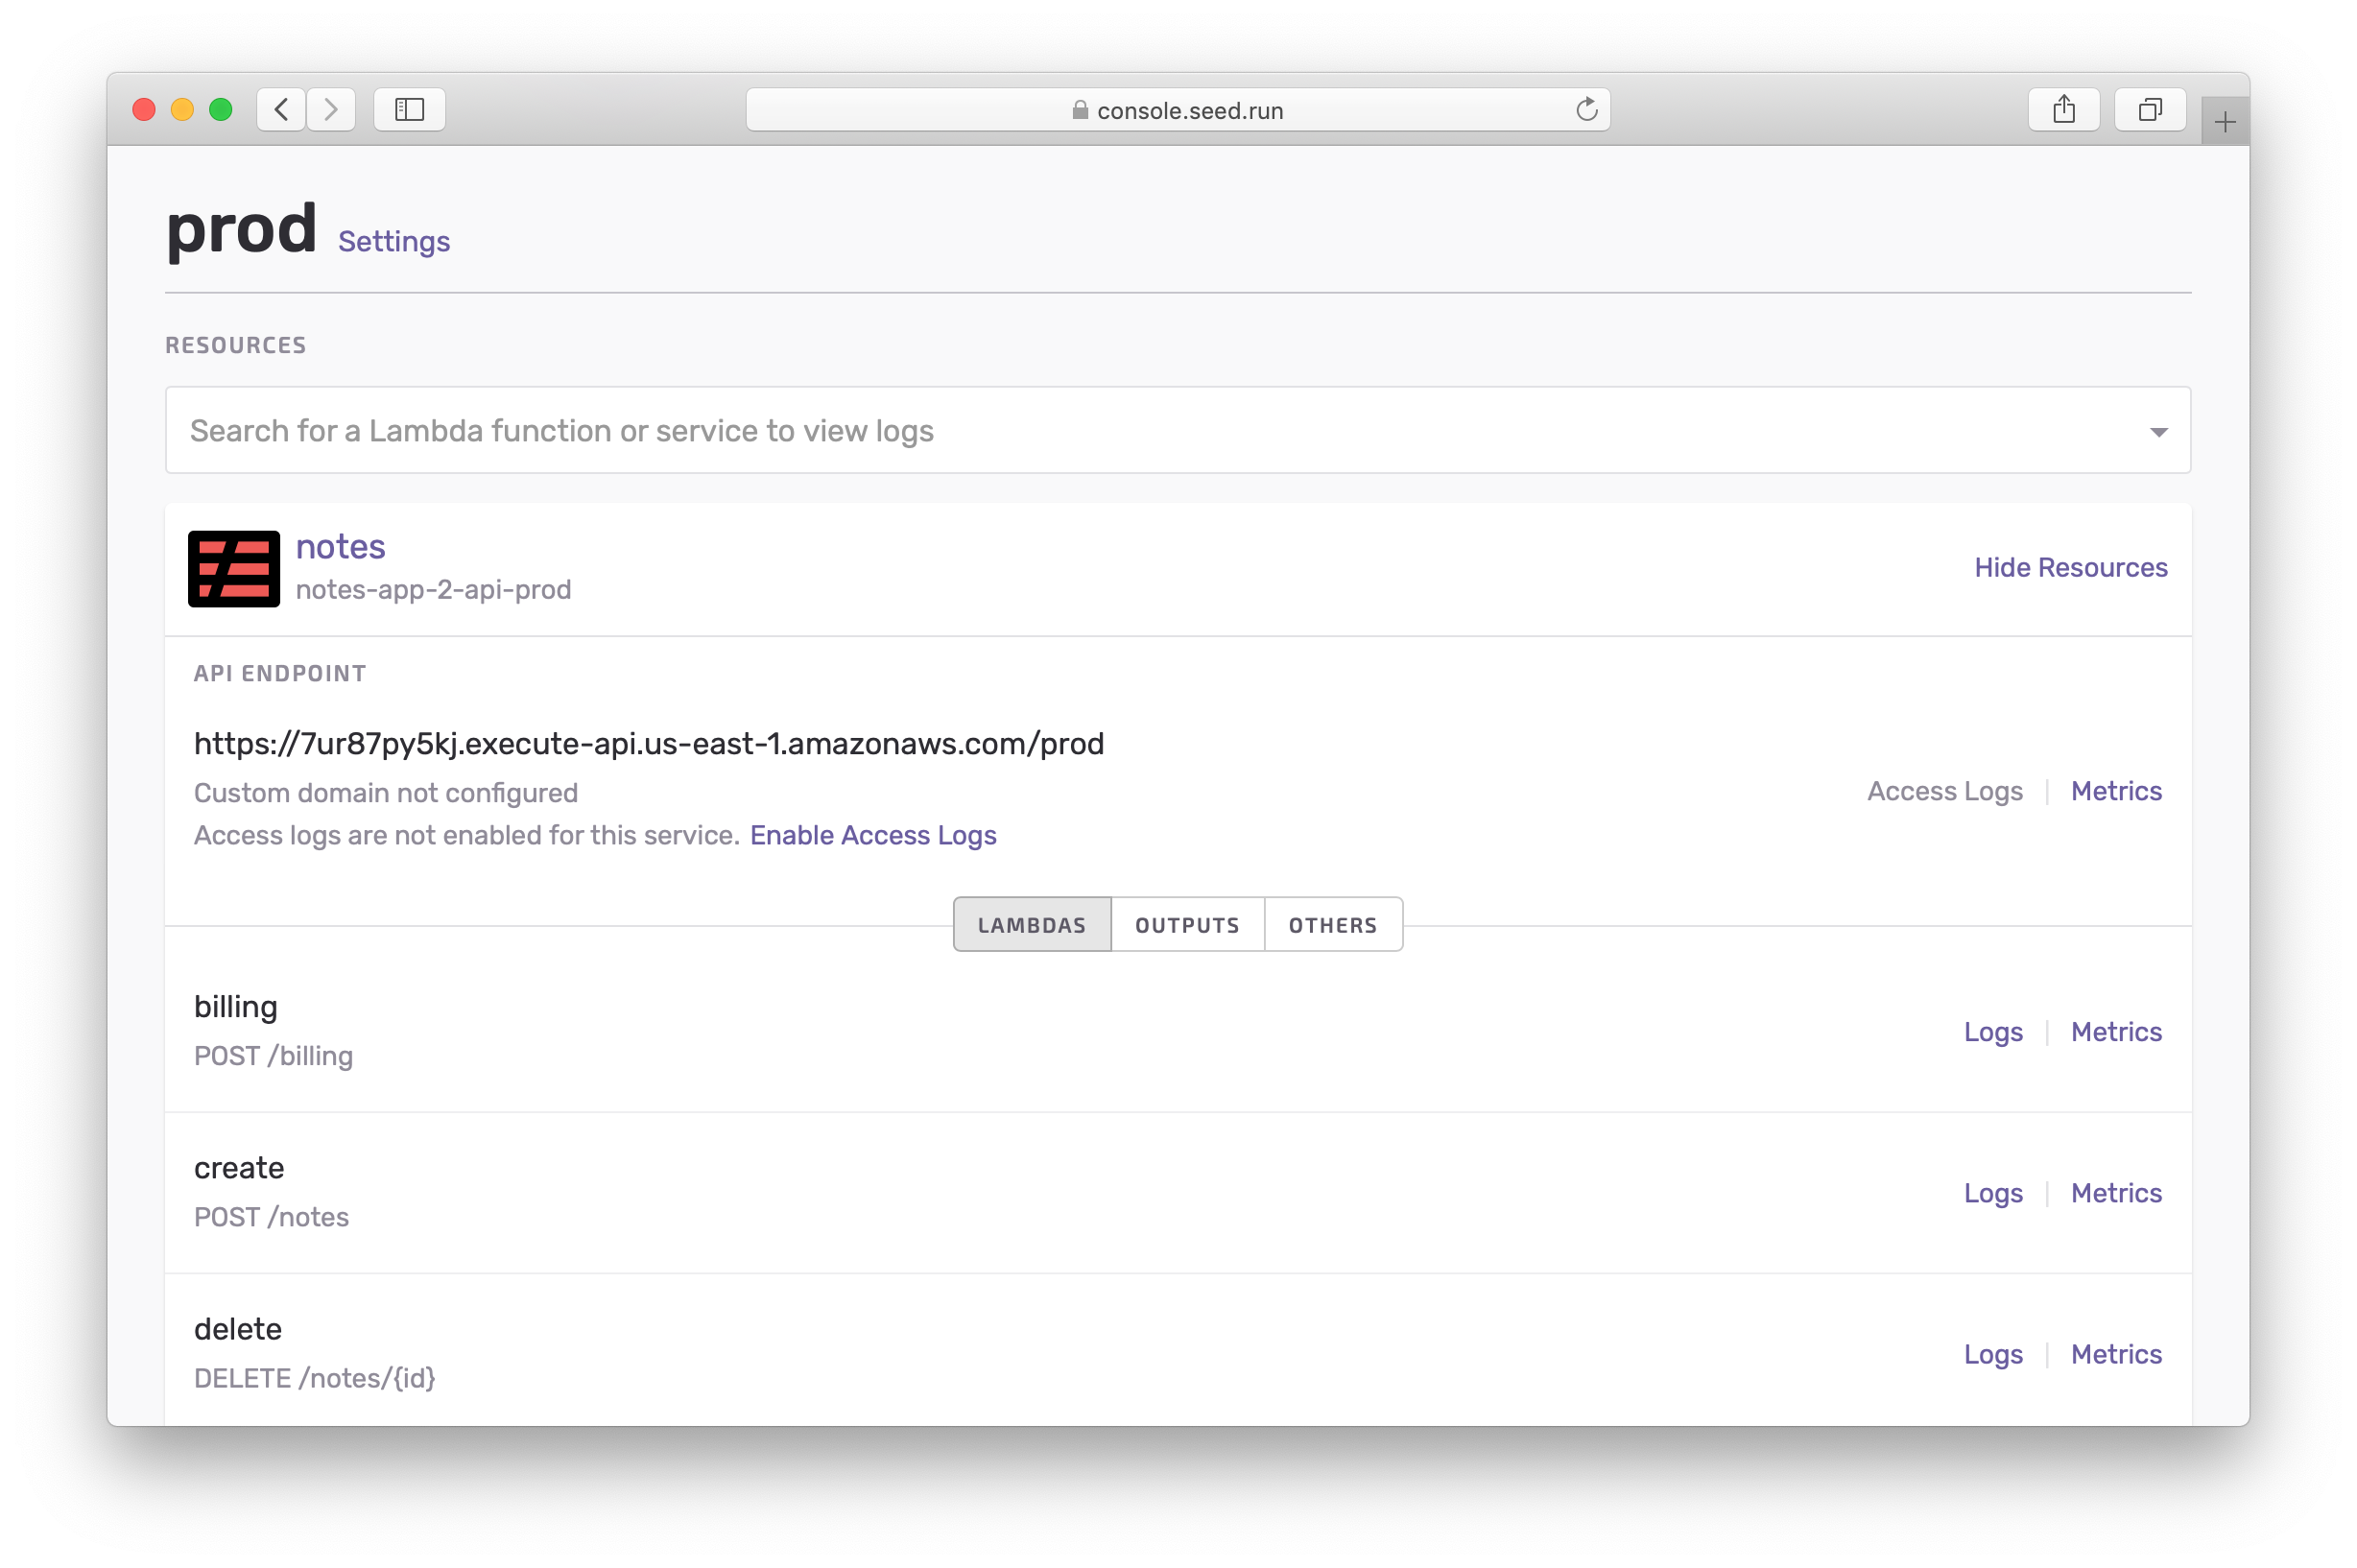 console.seed.run
prod Settings
RESOURCES
Search for a Lambda function or service to view logs
notes
notes-app-2-api-prod
Hide Resources
API ENDPOINT
https://7ur87py5kj.execute-api.us-east-1.amazonaws.com/prod
Custom domain not configured
Access logs are not enabled for this service. Enable Access Logs
Access Logs | Metrics
LAMBDAS OUTPUTS OTHERS
billing
POST /billing
Logs | Metrics
create
POST /notes
Logs | Metrics
delete
DELETE /notes/{id}
Logs | Metrics